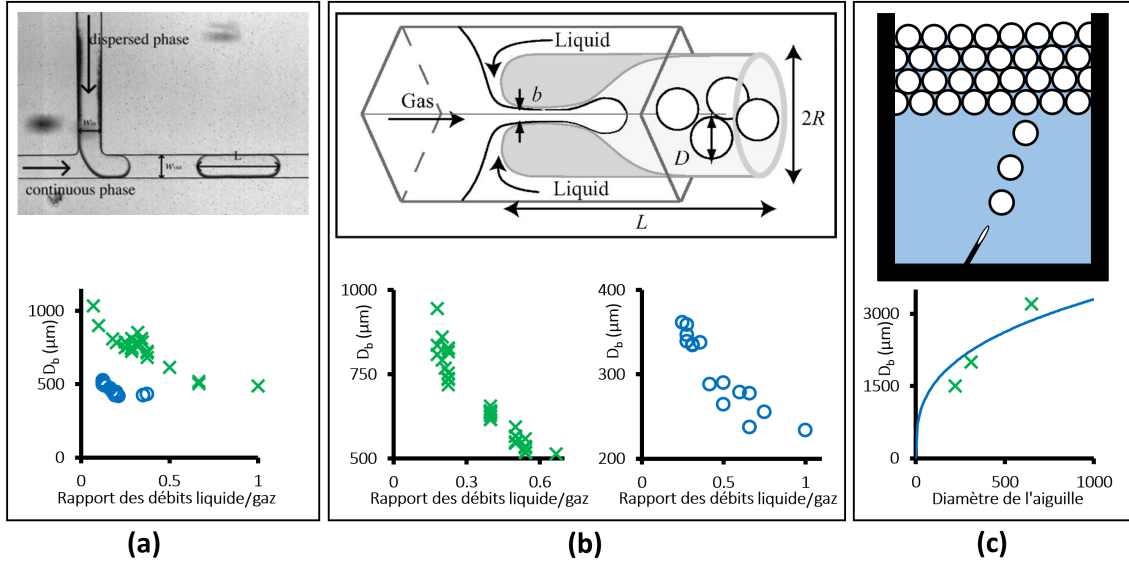 dispersed phase
w_in
L
w_out
continuous phase
1000
500
0
D_b (µm)
0
0.5
1
Rapport des débits liquide/gaz
(a)
Liquid
Gas
b
D
2R
Liquid
L
1000
500
D_b (µm)
0
0.3
0.6
Rapport des débits liquide/gaz
400
300
200
D_b (µm)
0
0.5
1
Rapport des débits liquide/gaz
(b)
3000
1500
0
D_b (µm)
0
500
1000
Diamètre de l'aiguille
(c)